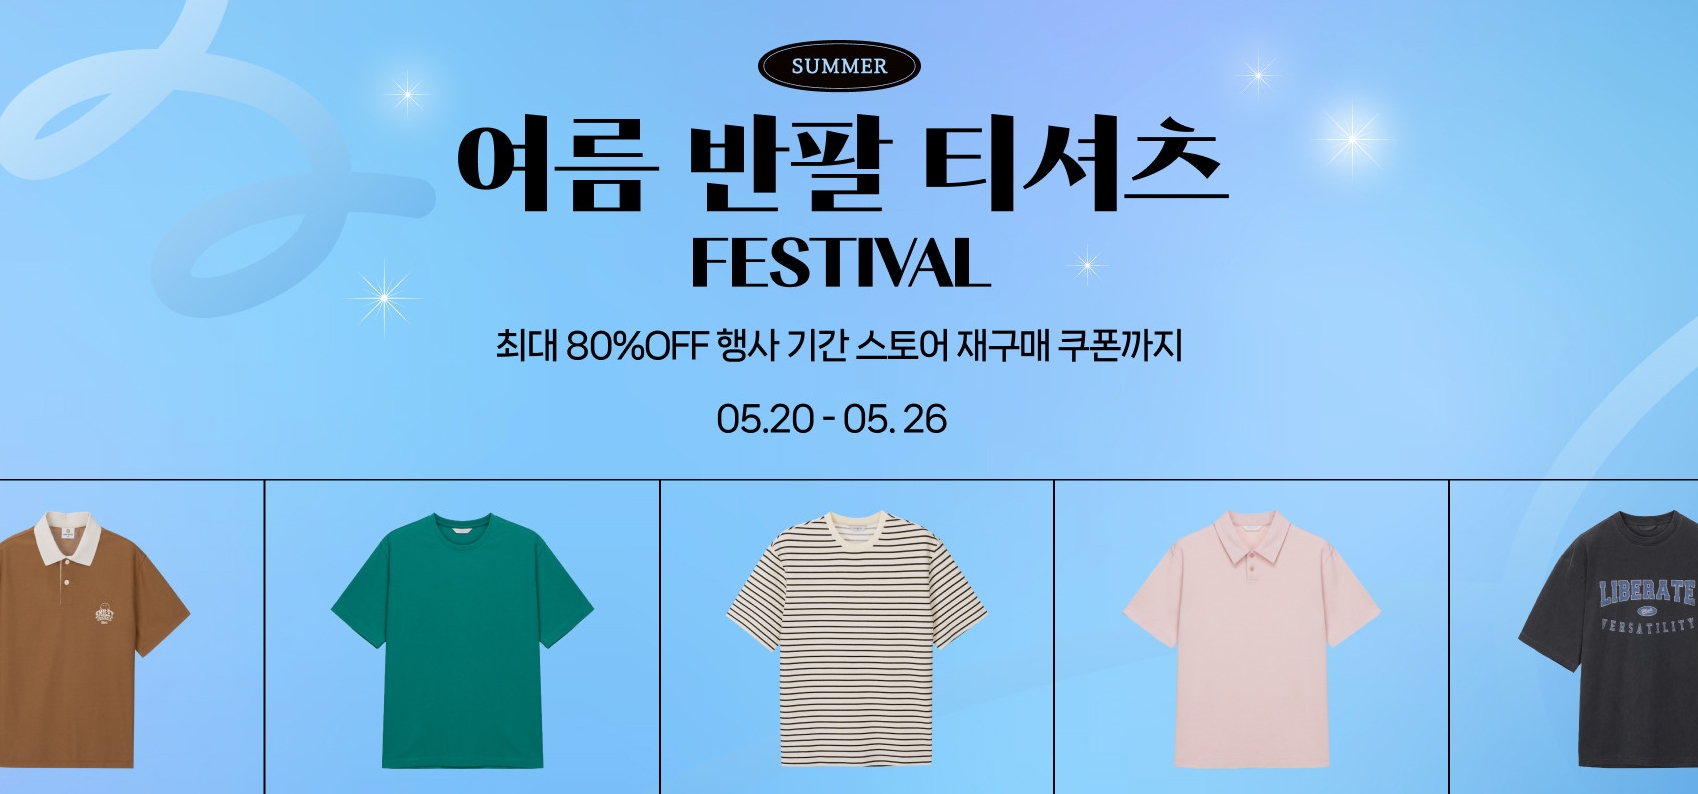 SUMMER
여름 반팔 티셔츠
FESTIVAL
최대 80%OFF 행사 기간 스토어 재구매 쿠폰까지
05.20 - 05. 26
SMILEY
LIBERATE
VERSATILITY